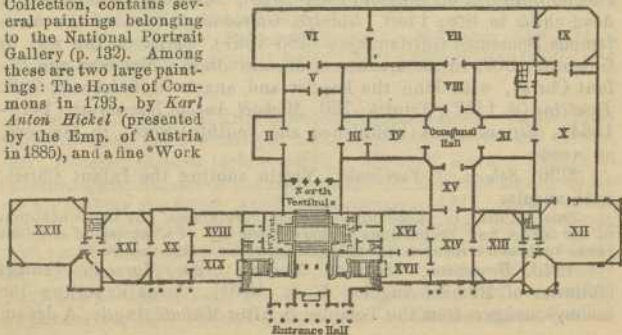 Collection, contains sev-
eral paintings belonging
to the National Portrait
Gallery (p. 132). Among
these are two large paint-
ings: The House of Com-
mons in 1793, by Karl
Anton Hickel (presented
by the Emp. of Austria
in 1885), and a fine *Work
VI
VII
IX
V
VIII
II
I
III
IV
Octagonal
Hall
XI
X
North
Vestibule
XV
XXII
XXI
XX
XVIII
XVI
XIV
XIII
XII
XIX
XVII
Entrance Hall